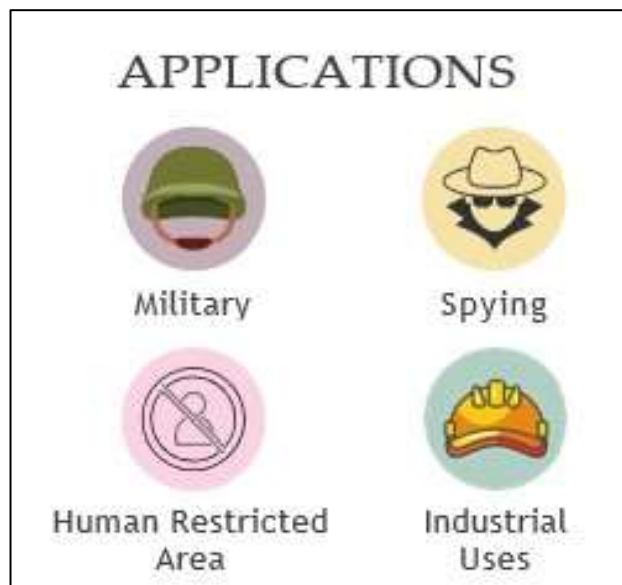 APPLICATIONS
Military
Spying
Human Restricted
Area
Industrial
Uses